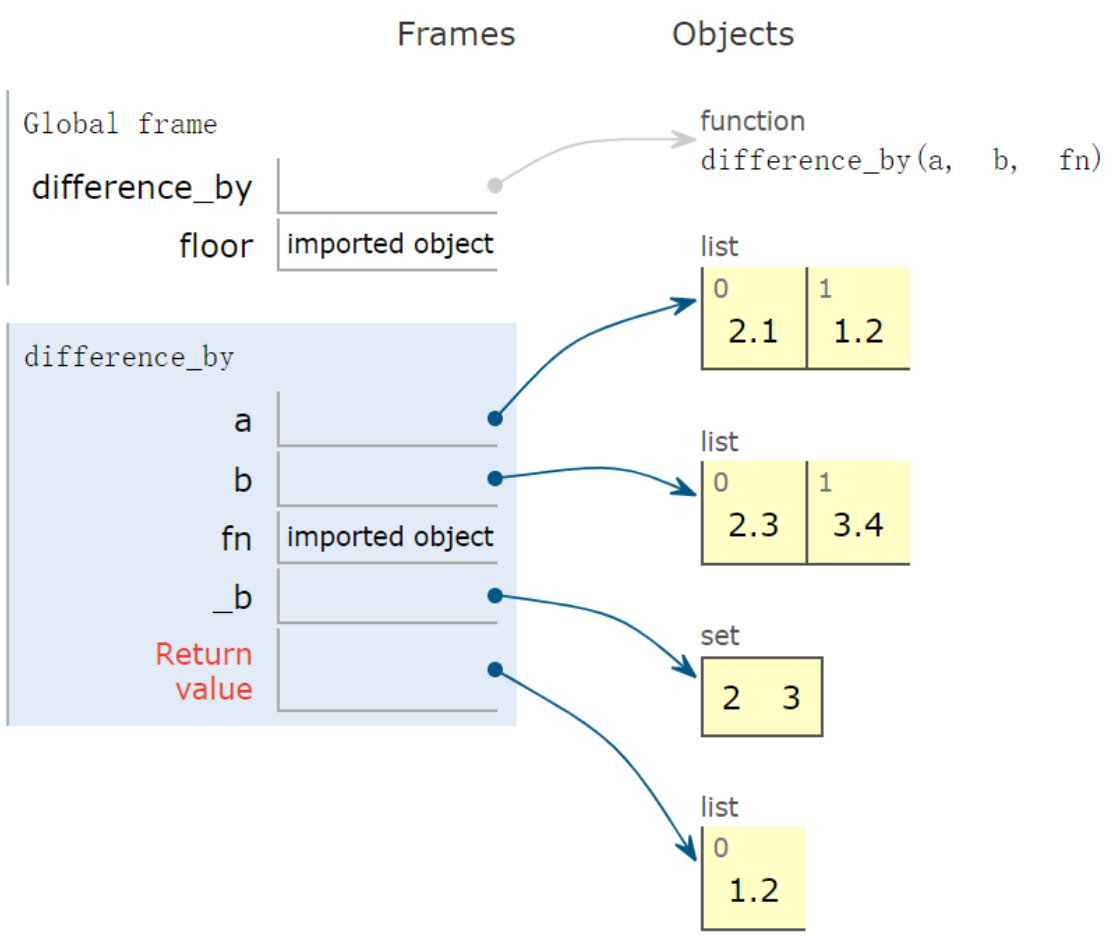 Frames Objects
Global frame
difference_by
floor imported object
function
difference_by(a, b, fn)
list
0 1
2.1 1.2
difference_by
a
b
fn imported object
_b
Return
value
list
0 1
2.3 3.4
set
2 3
list
0
1.2